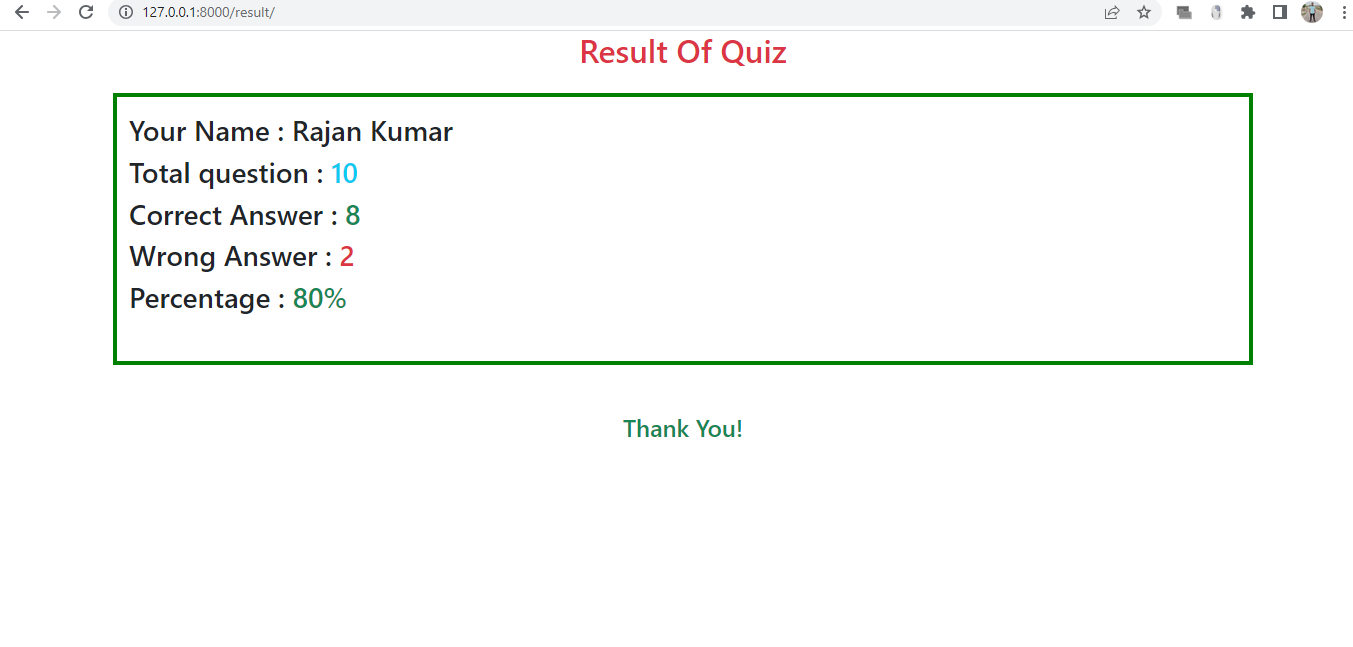 127.0.0.1:8000/result/
Result Of Quiz
Your Name : Rajan Kumar
Total question : 10
Correct Answer : 8
Wrong Answer : 2
Percentage : 80%
Thank You!